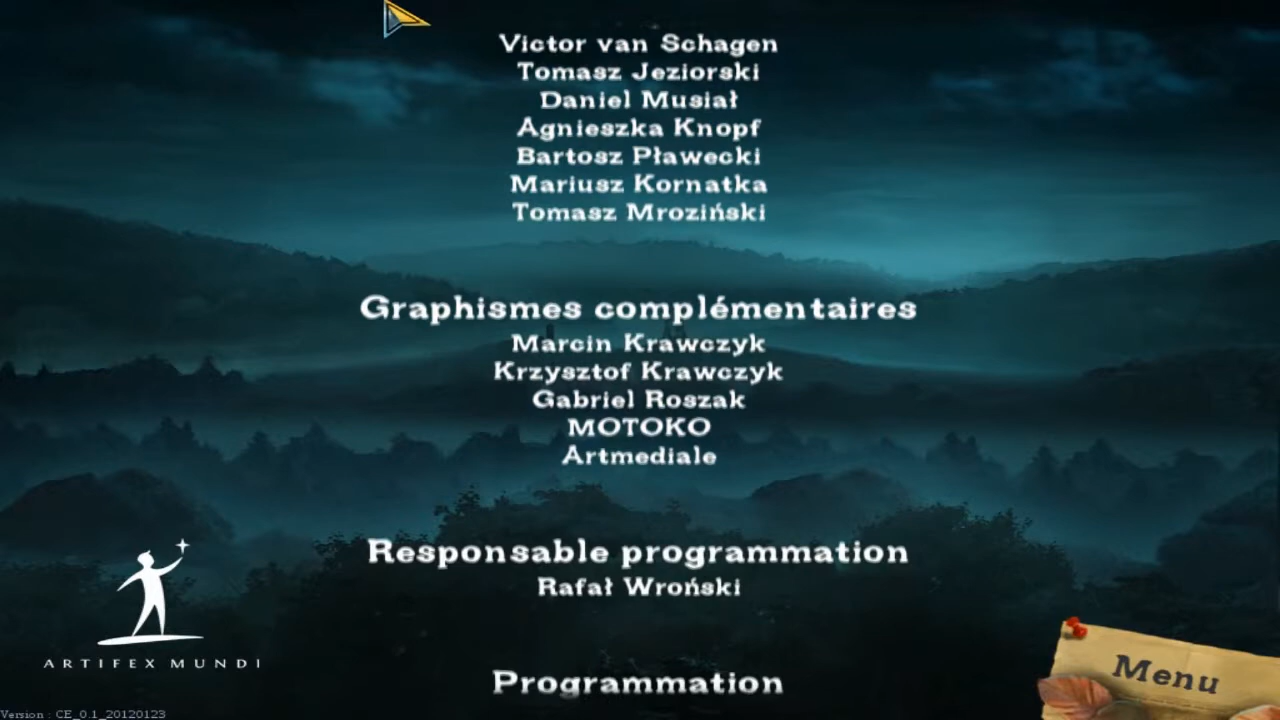 Victor van Schagen
Tomasz Jeziorski
Daniel Musiał
Agnieszka Knopf
Bartosz Pławecki
Mariusz Kornatka
Tomasz Mroziński
Graphismes complémentaires
Marcin Krawczyk
Krzysztof Krawczyk
Gabriel Roszak
MOTOKO
Artmediale
Responsable programmation
Rafał Wroński
ARTIFEX MUNDI
Programmation
Menu
Version : CE_0.1_20120123